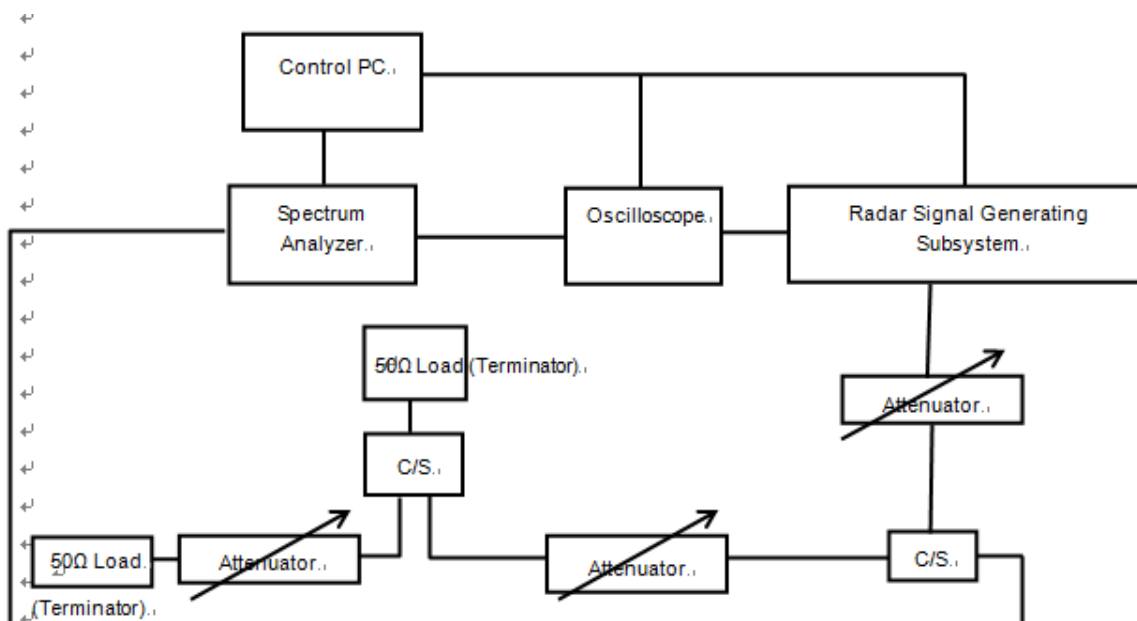 Control PC.
Spectrum
Analyzer.
Oscilloscope.
Radar Signal Generating
Subsystem.
50Ω Load (Terminator).
Attenuator.
C/S.
50Ω Load.
(Terminator).
Attenuator.
Attenuator.
C/S.